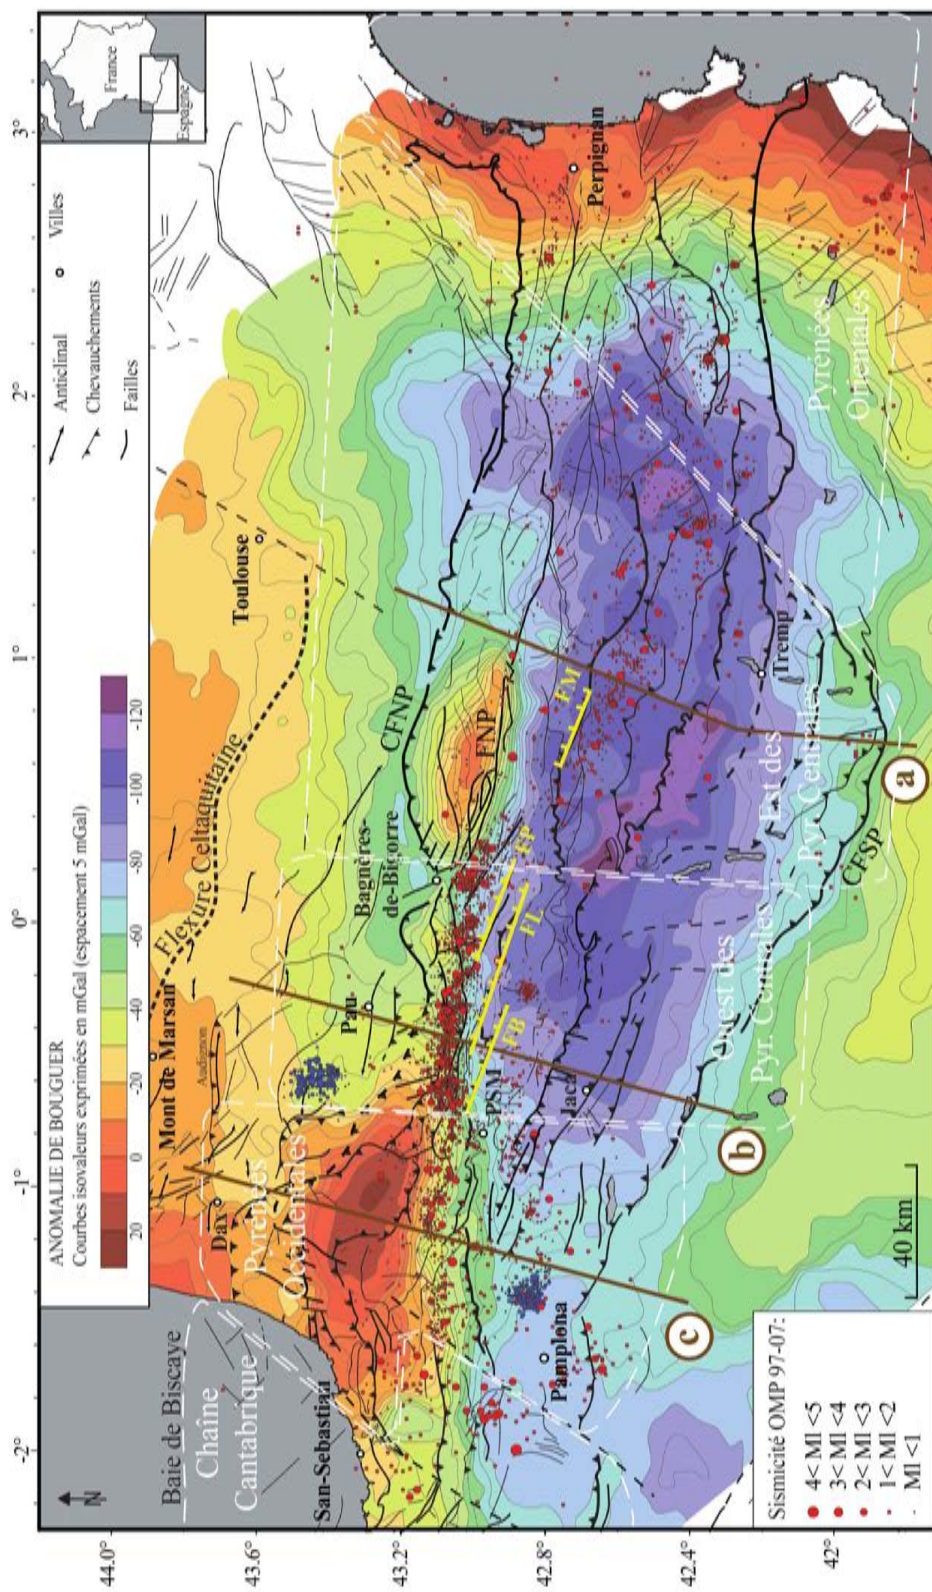 -2°
-1°
0°
1°
2°
3°
44.0°
43.6°
43.2°
42.8°
42.4°
42°
N
Baie de Biscaye
Chaîne
Cantabrique
San-Sebastian
ANOMALIE DE BOUGUER
Courbes isovaleurs exprimées en mGal (espacement 5 mGal)
20
0
-20
-40
-60
-80
-100
-120
Anticlinal
Chevauchements
Failles
Villes
France
Espagne
Mont de Marsan
Flexure Celtaquitaine
Toulouse
Audignon
Dax
Pyrénées
Occidentales
Pau
Bagnères-
de-Bigorre
CFNP
FNP
Perpignan
PSM
FB
FL
FP
FM
Pamplona
Jaca
Ouest des
Pyr. Centrales
Est des
Pyr. Centrales
Tremp
Pyrénées
Orientales
CFSP
c
b
a
Sismicité OMP 97-07:
4< Ml <5
3< Ml <4
2< Ml <3
1< Ml <2
Ml <1
40 km